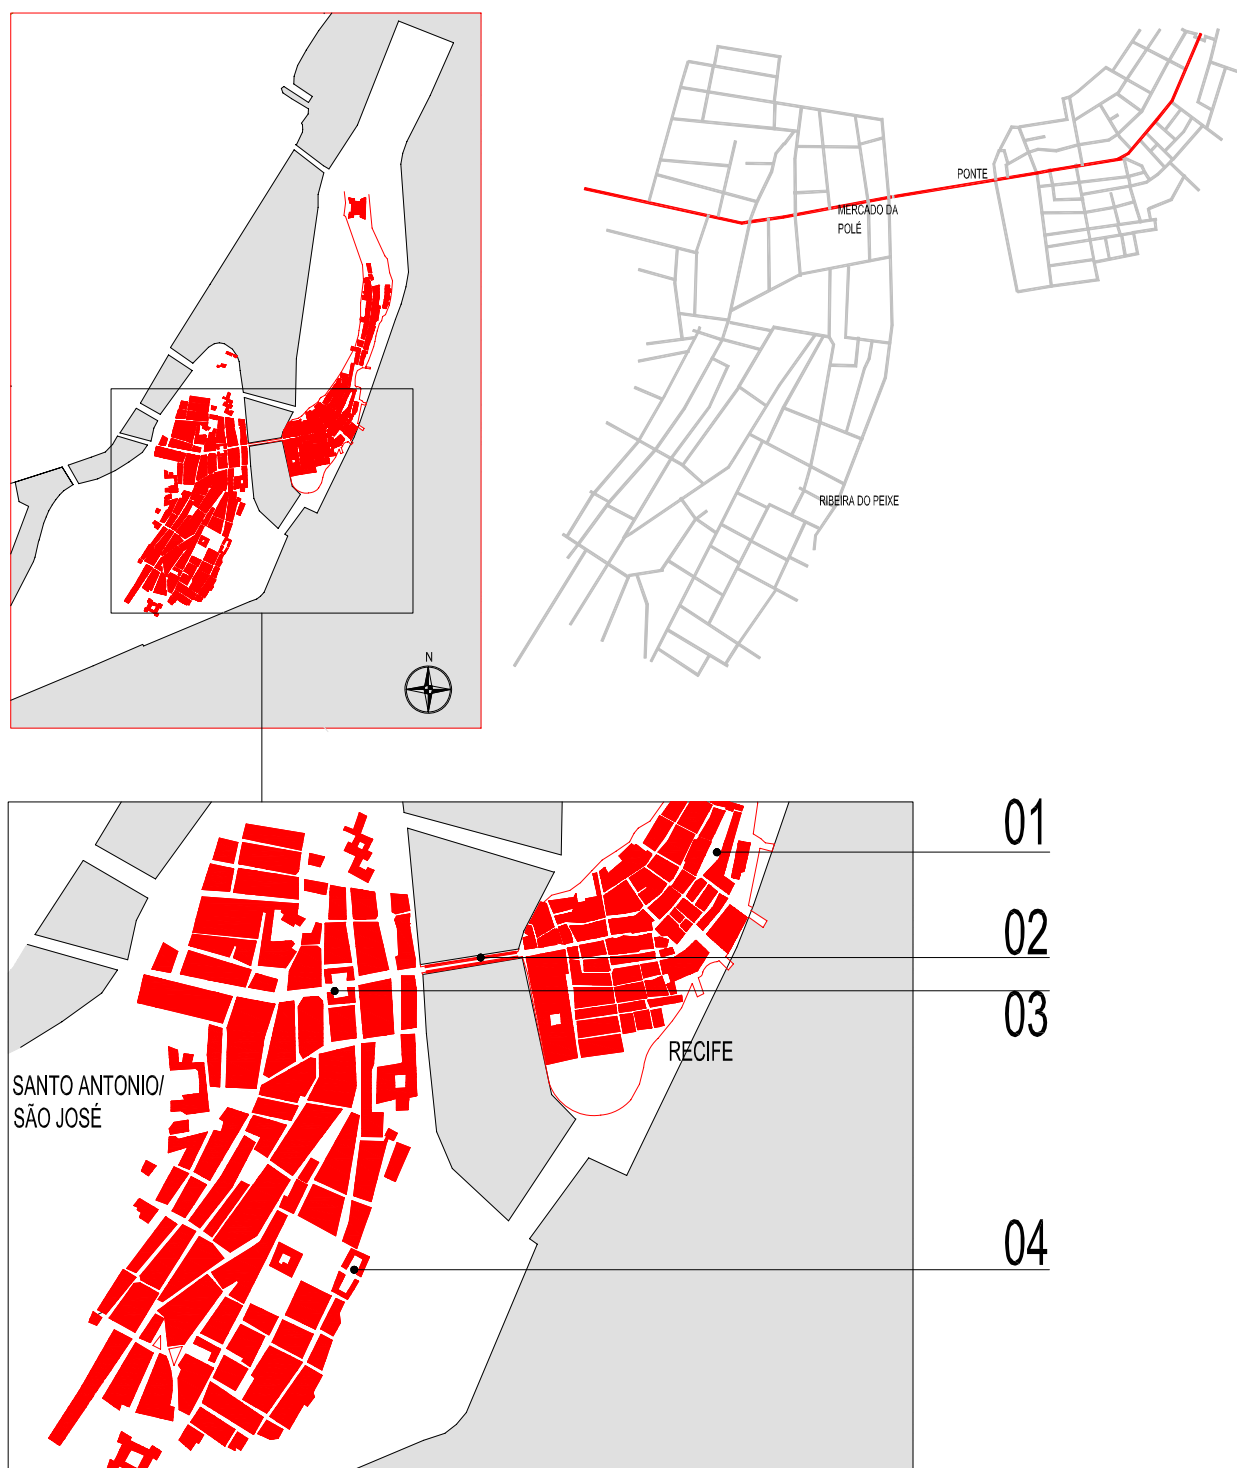 PONTE
MERCADO DA
POLÉ
RIBEIRA DO PEIXE
N
01
02
03
RECIFE
SANTO ANTONIO/
SÃO JOSÉ
04